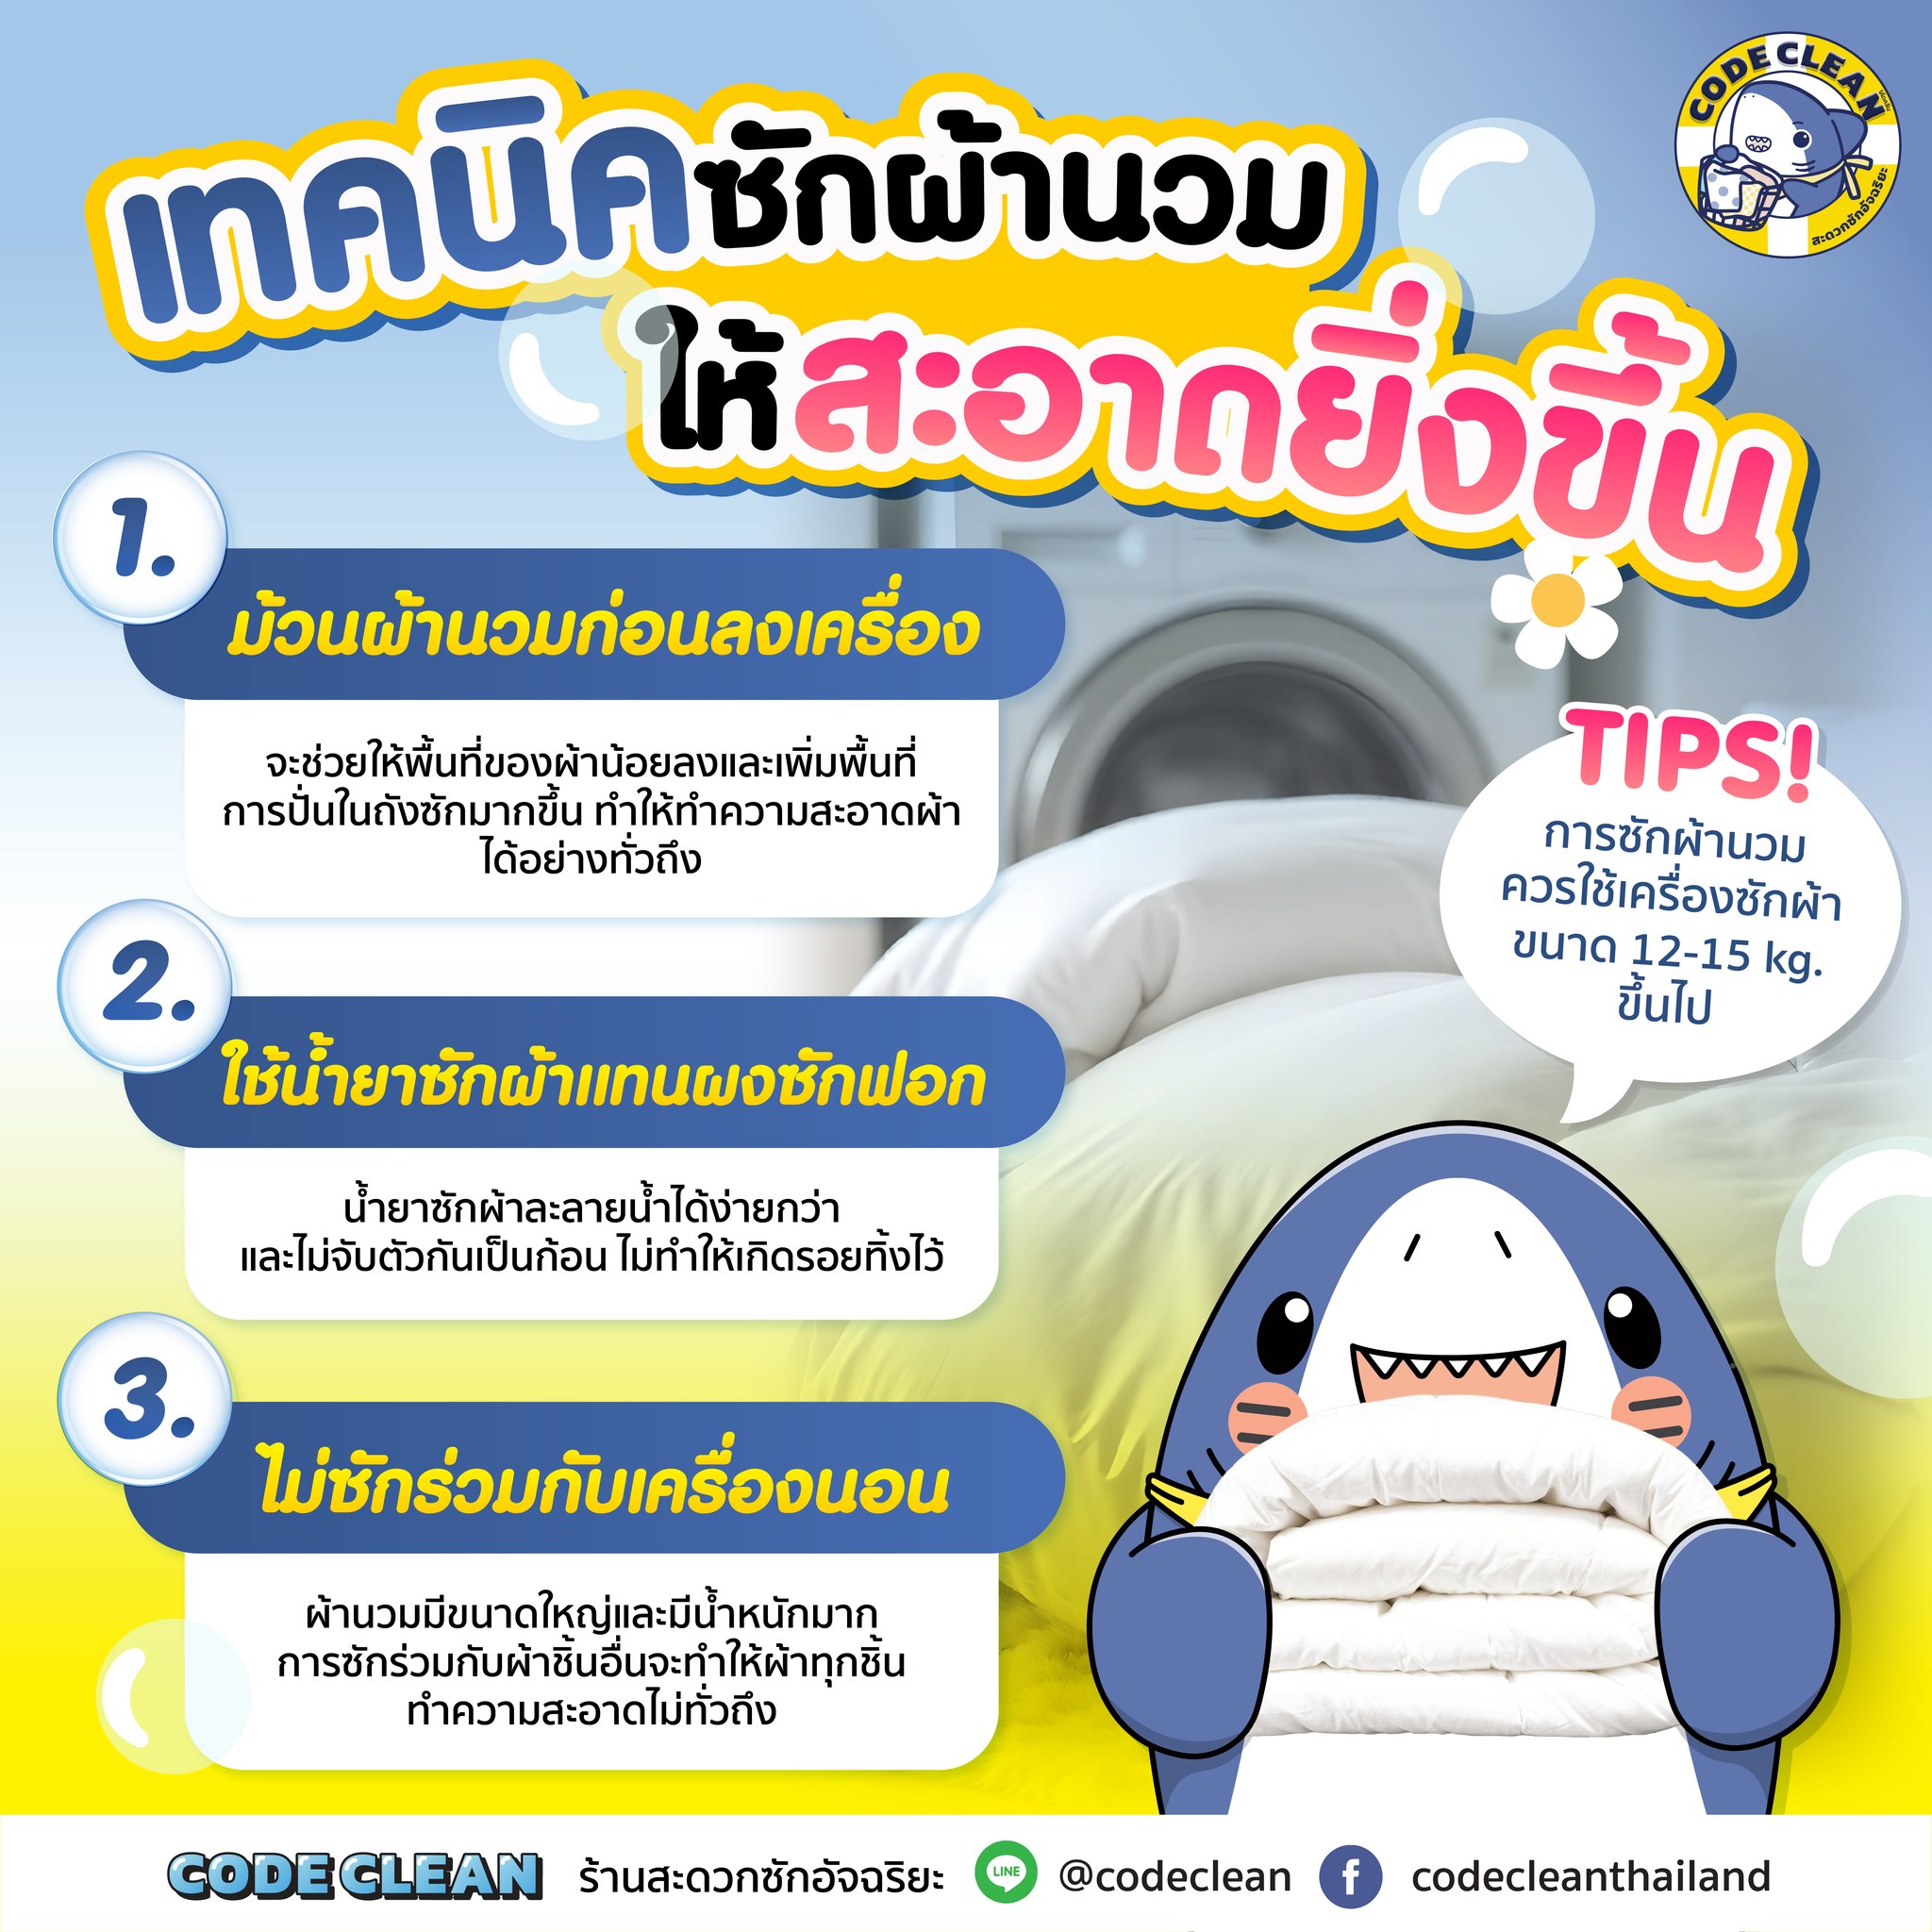 CODE CLEAN
สะดวกซักอัจฉริยะ
เทคนิคซักผ้านวม
ให้สะอาดยิ่งขึ้น
1.
ม้วนผ้านวมก่อนลงเครื่อง
จะช่วยให้พื้นที่ของผ้าน้อยลงและเพิ่มพื้นที่
การปั่นในถังซักมากขึ้น ทำให้ทำความสะอาดผ้า
ได้อย่างทั่วถึง
TIPS!
การซักผ้านวม
ควรใช้เครื่องซักผ้า
ขนาด 12-15 kg.
ขึ้นไป
2.
ใช้น้ำยาซักผ้าแทนผงซักฟอก
น้ำยาซักผ้าละลายน้ำได้ง่ายกว่า
และไม่จับตัวกันเป็นก้อน ไม่ทำให้เกิดรอยทิ้งไว้
3.
ไม่ซักร่วมกับเครื่องนอน
ผ้านวมมีขนาดใหญ่และมีน้ำหนักมาก
การซักร่วมกับผ้าชิ้นอื่นจะทำให้ผ้าทุกชิ้น
ทำความสะอาดไม่ทั่วถึง
CODE CLEAN ร้านสะดวกซักอัจฉริยะ LINE @codeclean f codecleanthailand